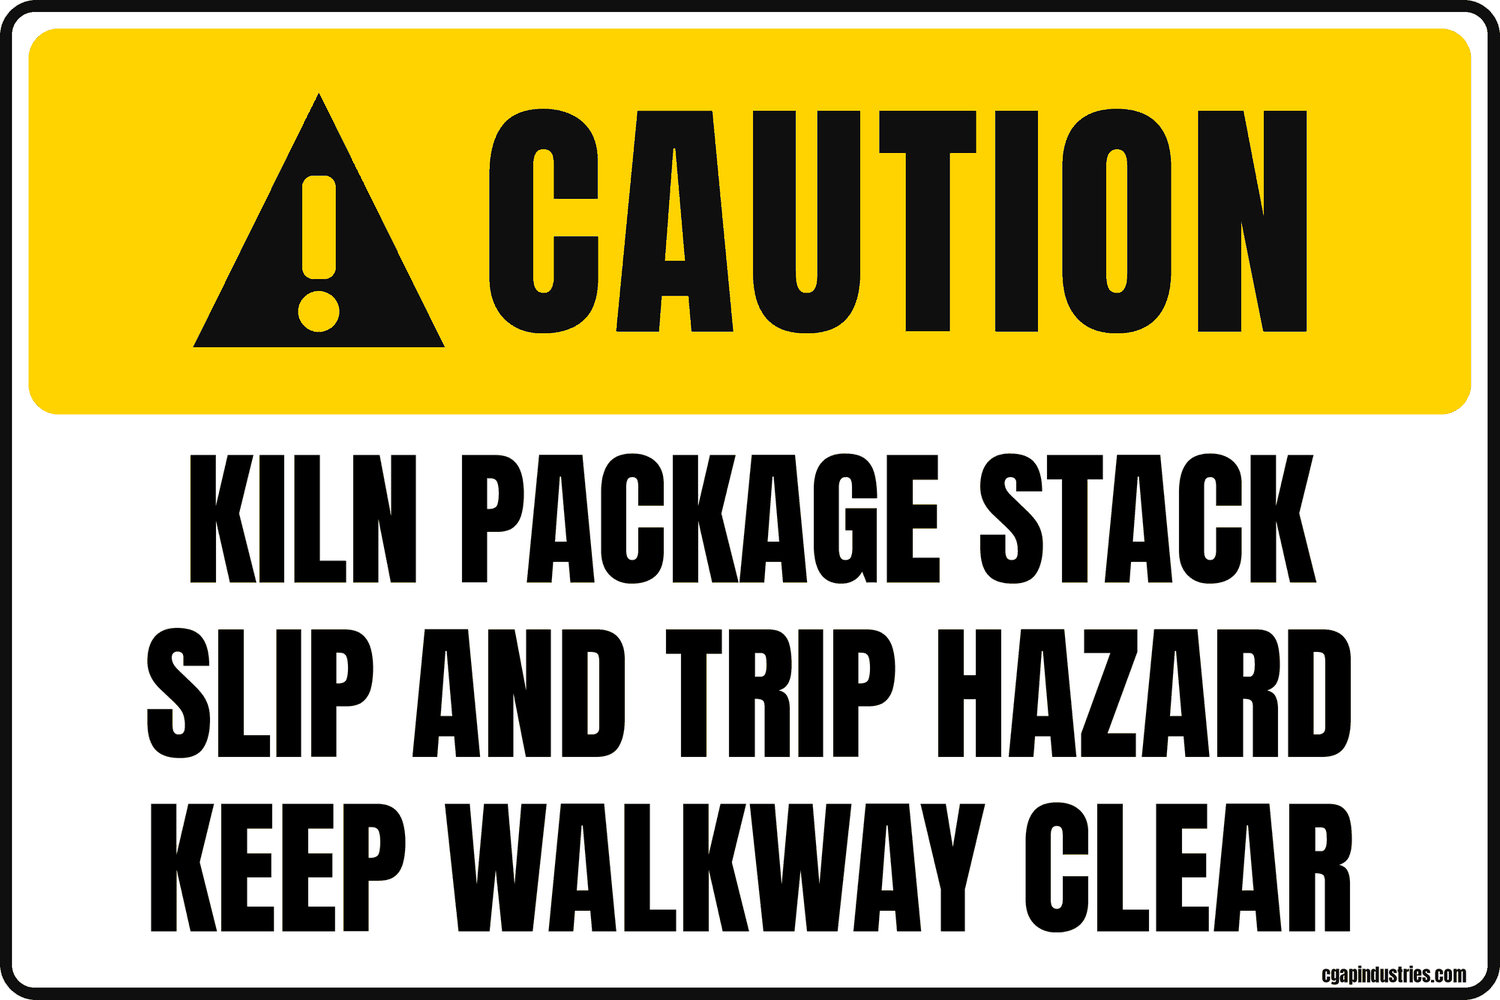 CAUTION
KILN PACKAGE STACK
SLIP AND TRIP HAZARD
KEEP WALKWAY CLEAR
cgapindustries.com